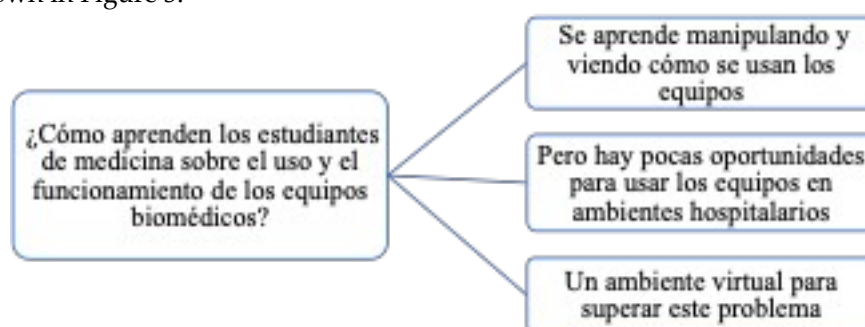 in Figure 3.
¿Cómo aprenden los estudiantes
de medicina sobre el uso y el
funcionamiento de los equipos
biomédicos?
Se aprende manipulando y
viendo cómo se usan los
equipos
Pero hay pocas oportunidades
para usar los equipos en
ambientes hospitalarios
Un ambiente virtual para
superar este problema